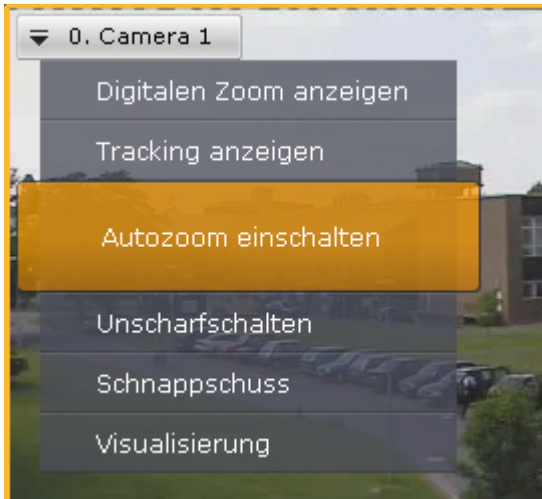 0. Camera 1
Digitalen Zoom anzeigen
Tracking anzeigen
Autozoom einschalten
Unscharfschalten
Schnappschuss
Visualisierung